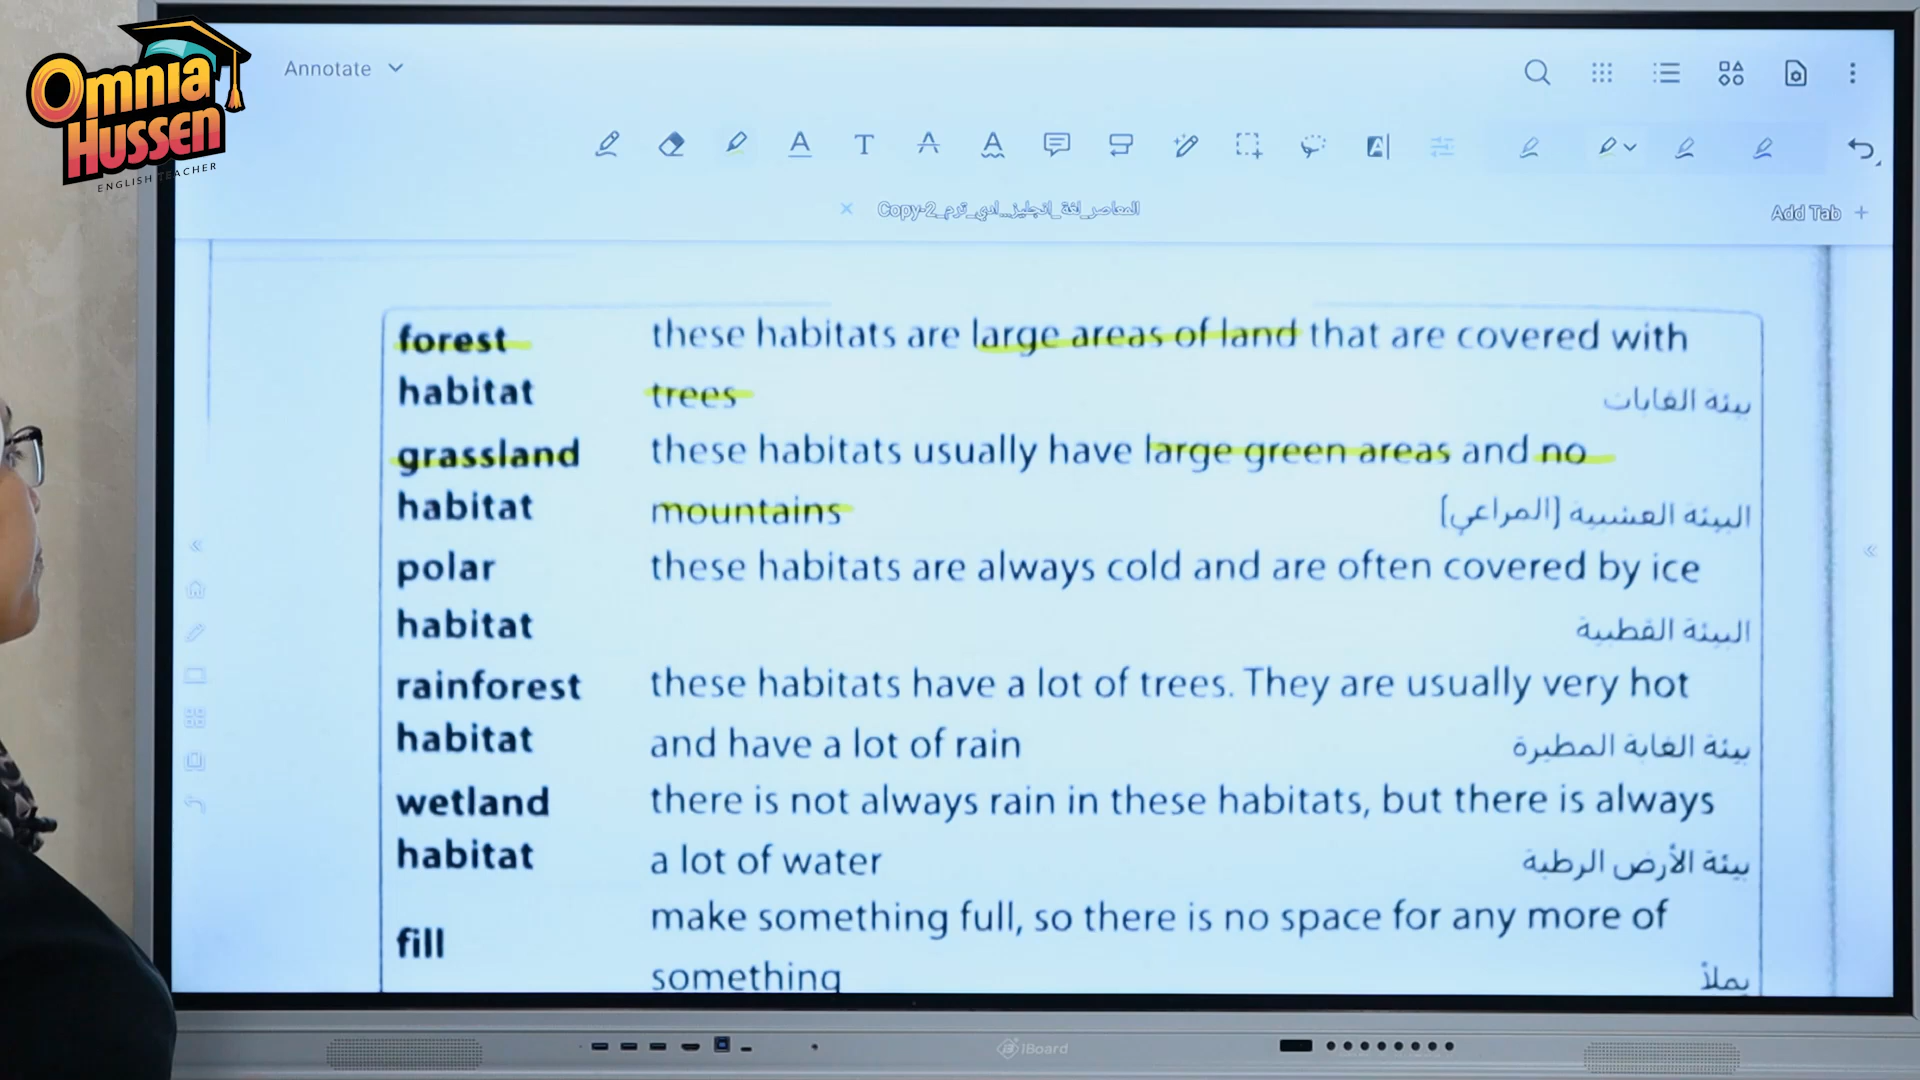 Omnia
Hussen
ENGLISH TEACHER
Annotate
المعاصر_لغة_إنجليز...ادي_ترم_2-Copy
Add Tab +
forest these habitats are large areas of land that are covered with
habitat trees بيئة الغابات
grassland these habitats usually have large green areas and no
habitat mountains البيئة العشبية [المراعي]
polar these habitats are always cold and are often covered by ice
habitat البيئة القطبية
rainforest these habitats have a lot of trees. They are usually very hot
habitat and have a lot of rain بيئة الغابة المطيرة
wetland there is not always rain in these habitats, but there is always
habitat a lot of water بيئة الأرض الرطبة
fill make something full, so there is no space for any more of
something يملأ
iBoard